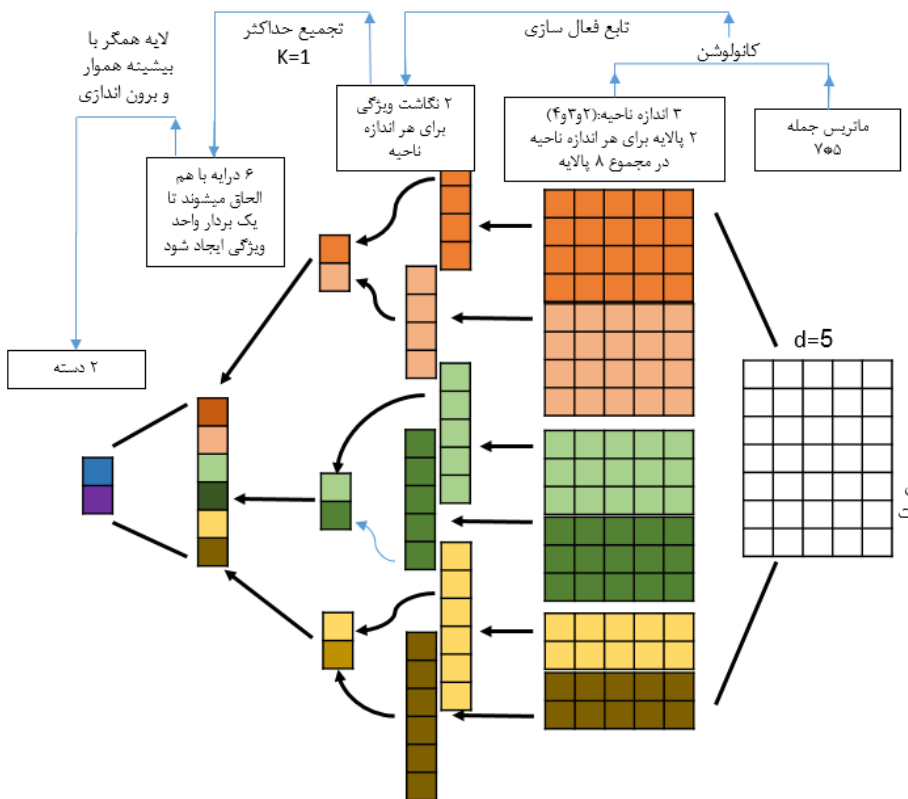 کانولوشن
تابع فعال سازی
تجمیع حداکثر
K=1
لایه همگر با
بیشینه هموار
و برون اندازی
ماتریس جمله
۷*۵
۳ اندازه ناحیه:(۲و۳و۴)
۲ پالایه برای هر اندازه ناحیه
در مجموع ۸ پالایه
۲ نگاشت ویژگی
برای هر اندازه
ناحیه
۶ درایه با هم
الحاق میشوند تا
یک بردار واحد
ویژگی ایجاد شود
۲ دسته
d=5